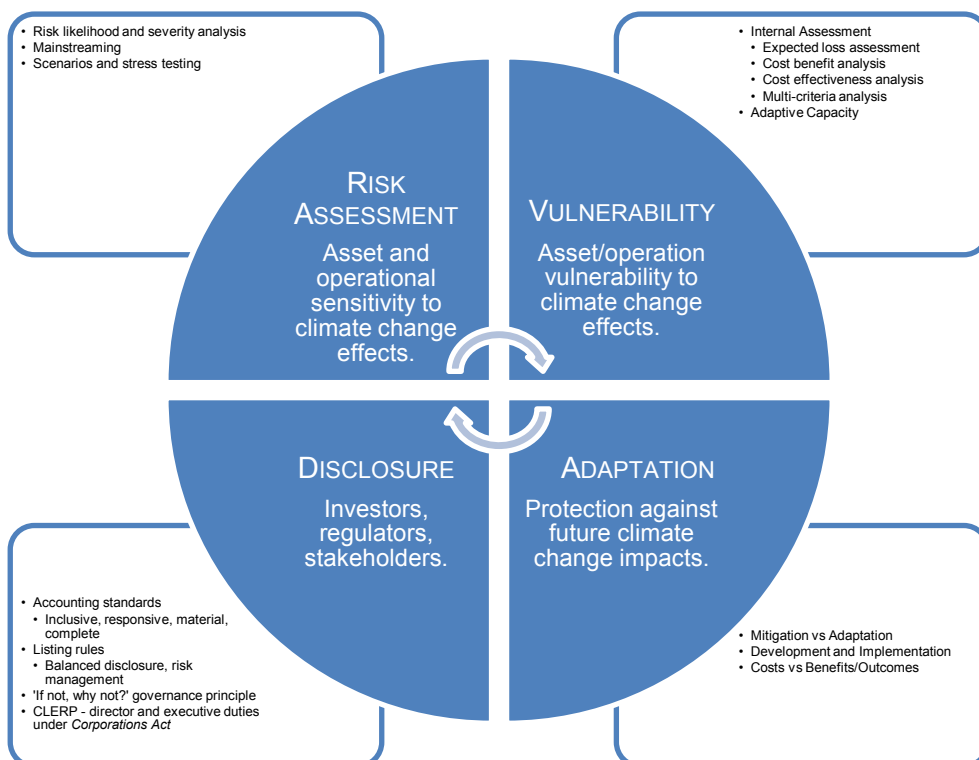 • Risk likelihood and severity analysis
• Mainstreaming
• Scenarios and stress testing
• Internal Assessment
• Expected loss assessment
• Cost benefit analysis
• Cost effectiveness analysis
• Multi-criteria analysis
• Adaptive Capacity
RISK
ASSESSMENT
Asset and
operational
sensitivity to
climate change
effects.
VULNERABILITY
Asset/operation
vulnerability to
climate change
effects.
DISCLOSURE
Investors,
regulators,
stakeholders.
ADAPTATION
Protection against
future climate
change impacts.
• Accounting standards
• Inclusive, responsive, material,
complete
• Listing rules
• Balanced disclosure, risk
management
• 'If not, why not?' governance principle
• CLERP - director and executive duties
under Corporations Act
• Mitigation vs Adaptation
• Development and Implementation
• Costs vs Benefits/Outcomes